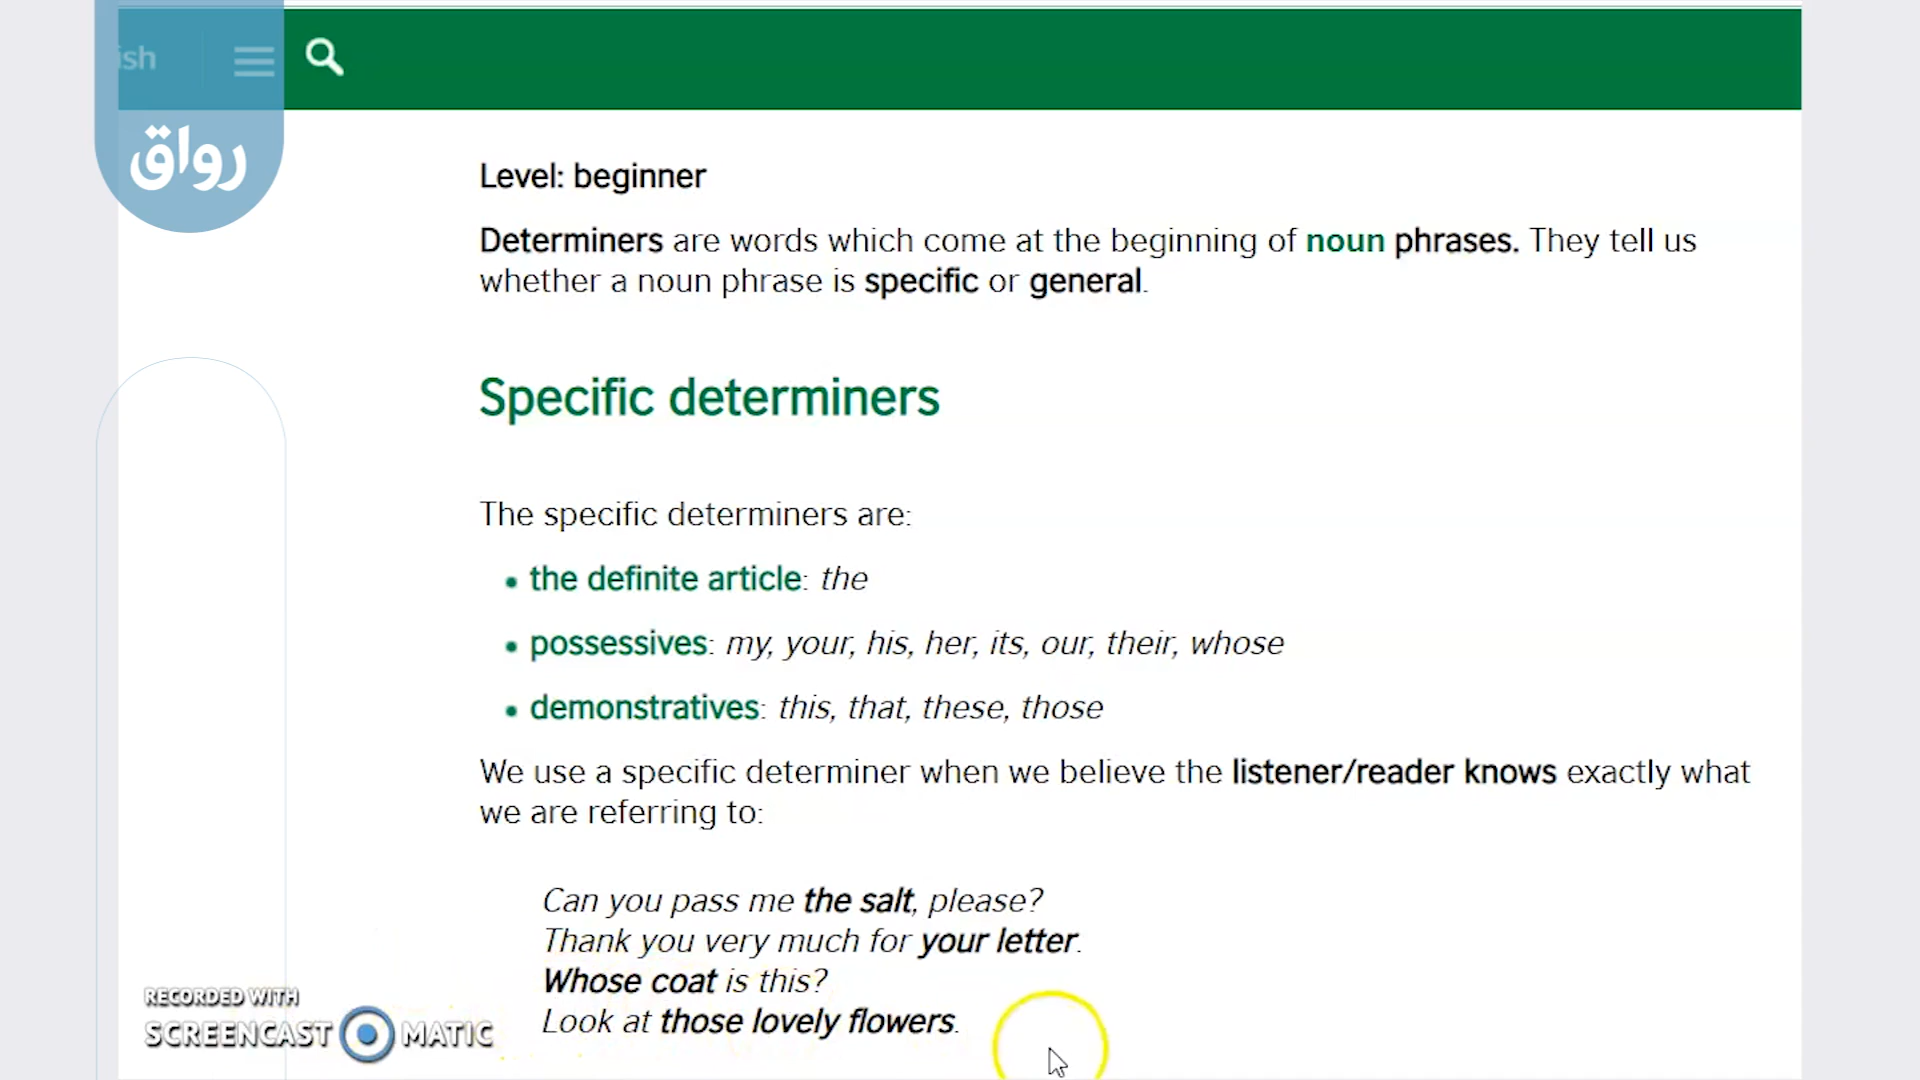 ish
رواق
Level: beginner
Determiners are words which come at the beginning of noun phrases. They tell us
whether a noun phrase is specific or general.
Specific determiners
The specific determiners are:
• the definite article: the
• possessives: my, your, his, her, its, our, their, whose
• demonstratives: this, that, these, those
We use a specific determiner when we believe the listener/reader knows exactly what
we are referring to:
Can you pass me the salt, please?
Thank you very much for your letter.
Whose coat is this?
Look at those lovely flowers.
RECORDED WITH
SCREENCAST MATIC